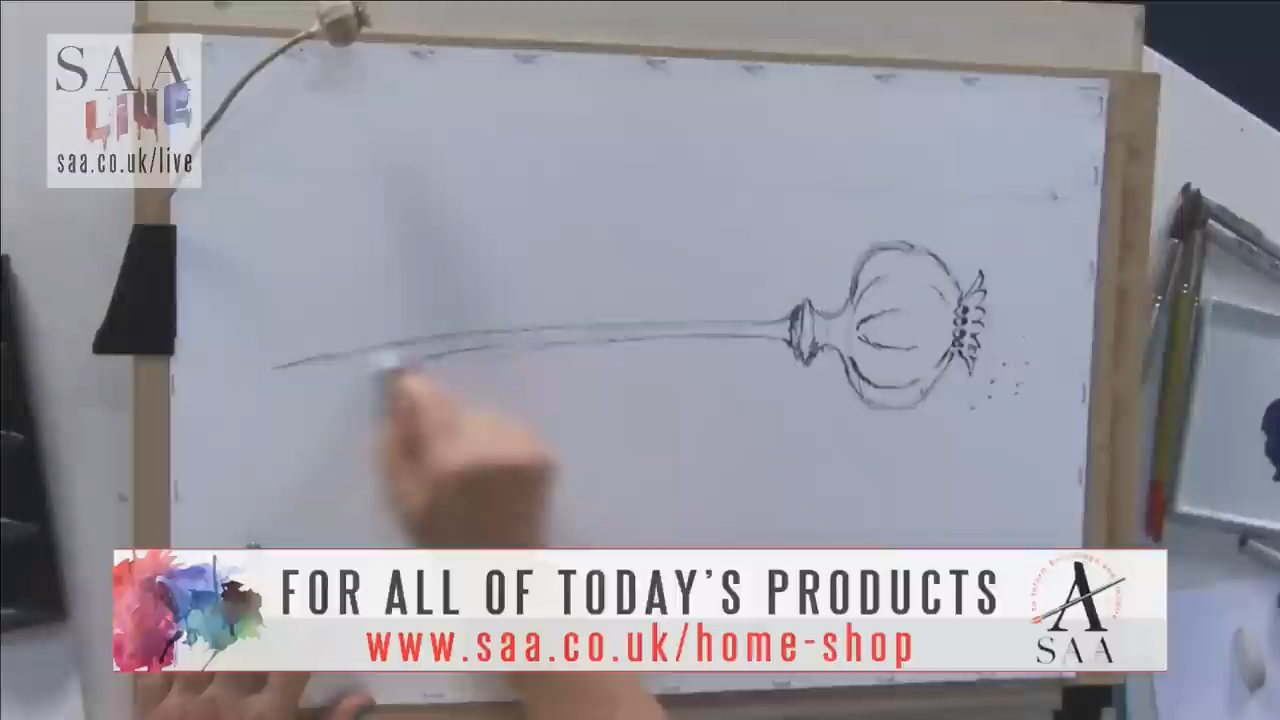 SAA
LIVE
saa.co.uk/live
FOR ALL OF TODAY'S PRODUCTS
www.saa.co.uk/home-shop
A
SAA